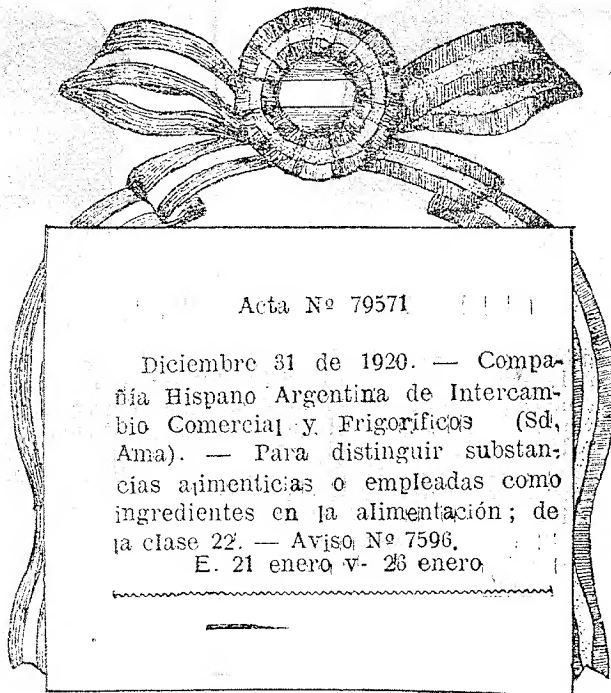 Acta Nº 79571
Diciembre 31 de 1920. — Compa-
ñía Hispano Argentina de Intercam-
bio Comercial y Frigoríficos (Sd,
Ama). — Para distinguir substan-
cias alimenticias o empleadas como
ingredientes en la alimentación; de
la clase 22. — Aviso Nº 7596.
E. 21 enero v- 26 enero